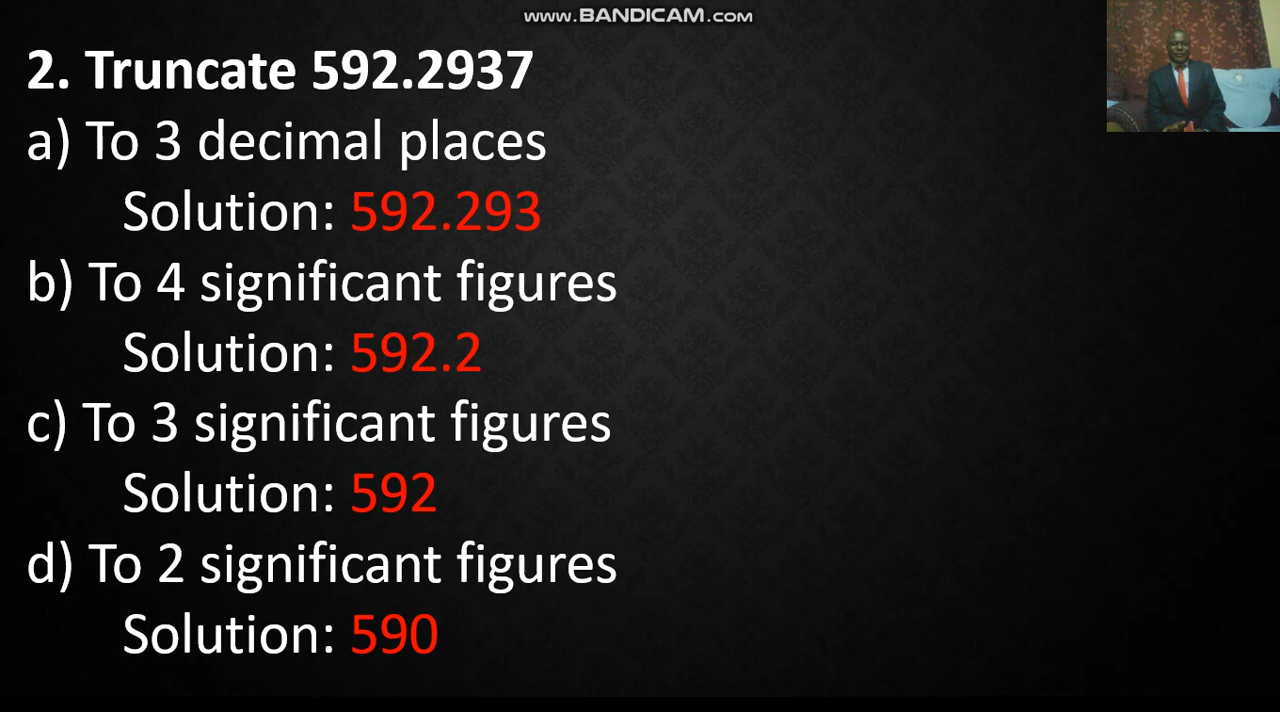 www.BANDICAM.com
2. Truncate 592.2937
a) To 3 decimal places
Solution: 592.293
b) To 4 significant figures
Solution: 592.2
c) To 3 significant figures
Solution: 592
d) To 2 significant figures
Solution: 590